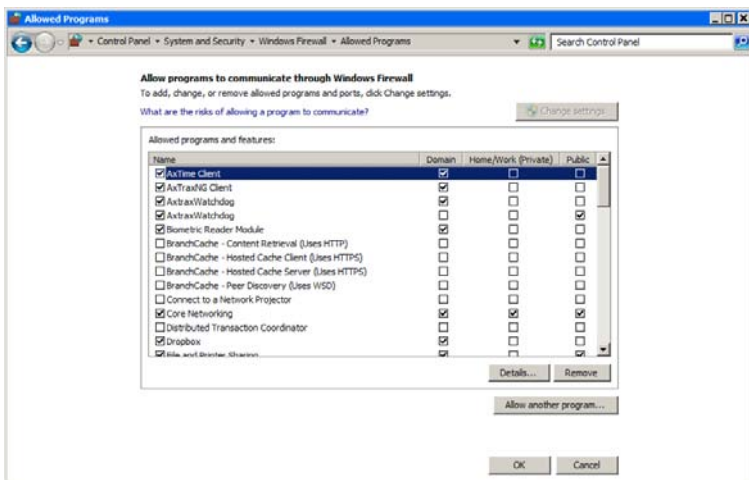 Allowed Programs
Control Panel System and Security Windows Firewall Allowed Programs Search Control Panel
Allow programs to communicate through Windows Firewall
To add, change, or remove allowed programs and ports, click Change settings.
What are the risks of allowing a program to communicate? Change settings
Allowed programs and features:
Name Domain Home/Work (Private) Public
AxTime Client
AxTraxNG Client
AxtraxWatchdog
AxtraxWatchdog
Biometric Reader Module
BranchCache - Content Retrieval (Uses HTTP)
BranchCache - Hosted Cache Client (Uses HTTPS)
BranchCache - Hosted Cache Server (Uses HTTPS)
BranchCache - Peer Discovery (Uses WSD)
Connect to a Network Projector
Core Networking
Distributed Transaction Coordinator
Dropbox
File and Printer Sharing
Details... Remove
Allow another program...
OK Cancel